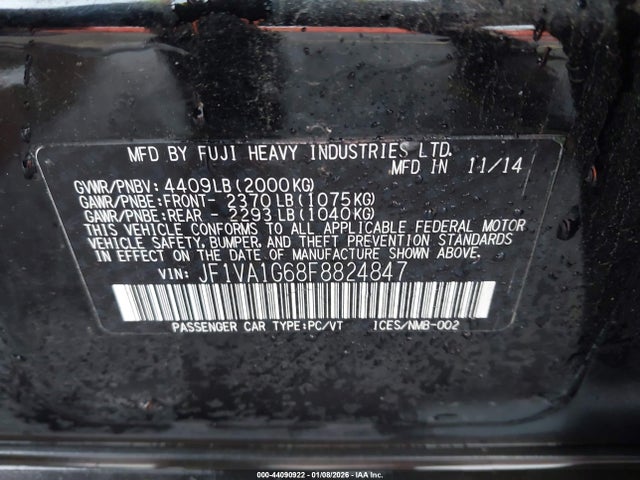 MFD BY FUJI HEAVY INDUSTRIES LTD.
MFD IN 11/14
GVWR/PNBV: 4409LB(2000KG)
GAWR/PNBE:FRONT- 2370LB(1075KG)
GAWR/PNBE:REAR - 2293LB(1040KG)
THIS VEHICLE CONFORMS TO ALL APPLICABLE FEDERAL MOTOR
VEHICLE SAFETY, BUMPER, AND THEFT PREVENTION STANDARDS
IN EFFECT ON THE DATE OF MANUFACTURE SHOWN ABOVE.
VIN: JF1VA1G68F8824847
PASSENGER CAR TYPE:PC/VT ICES/NMB-002
000-44090922 | 01/08/2026 - IAA Inc.